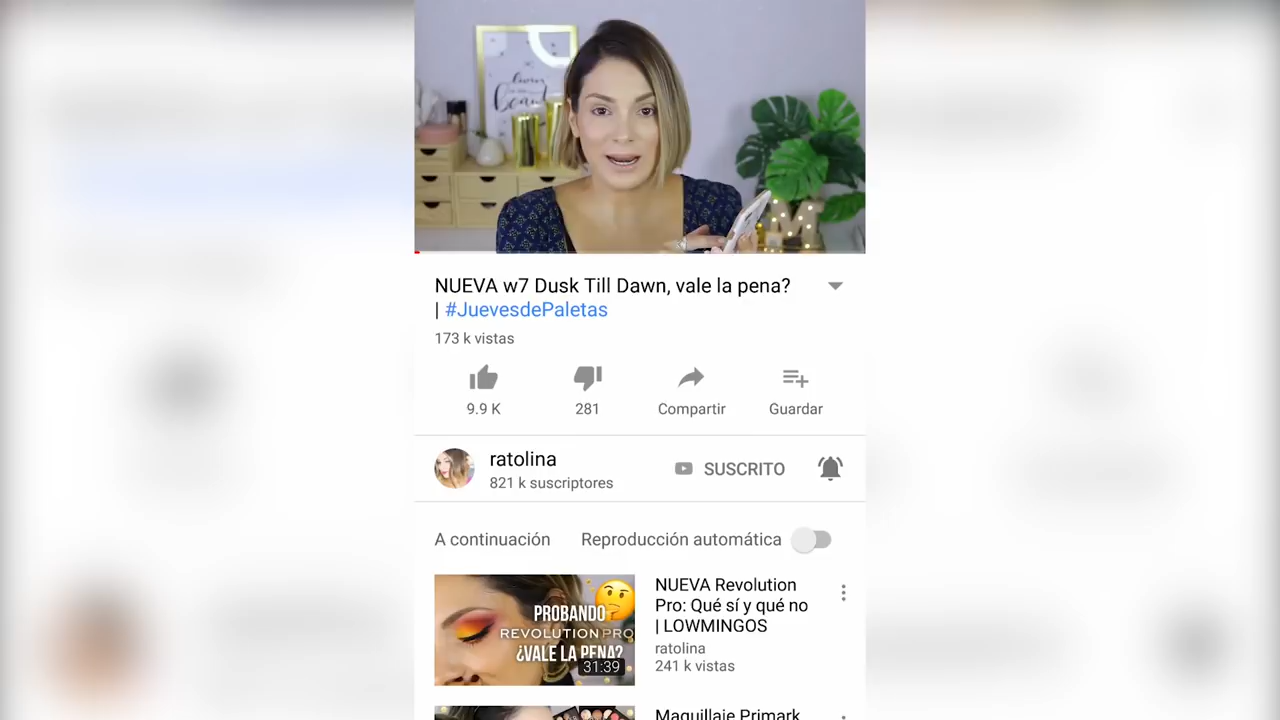 beauty
NUEVA w7 Dusk Till Dawn, vale la pena?
| #JuevesdePaletas
173 k vistas
9.9 K
281
Compartir
Guardar
ratolina
821 k suscriptores
SUSCRITO
A continuación
Reproducción automática
PROBANDO
REVOLUTION PRO
¿VALE LA PENA?
31:39
NUEVA Revolution
Pro: Qué sí y qué no
| LOWMINGOS
ratolina
241 k vistas
Maquillaje Primark